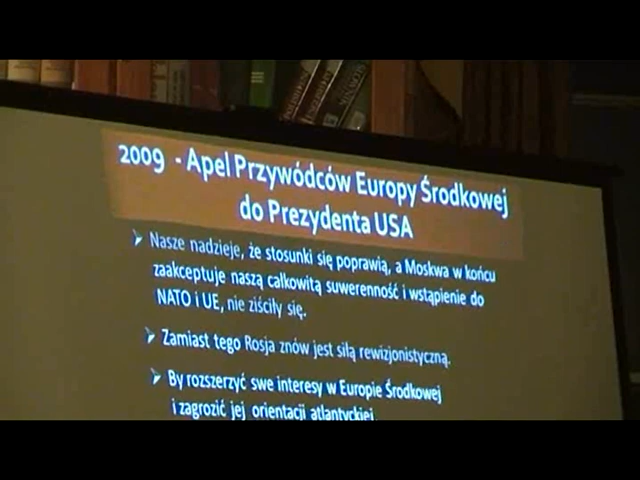 2009 - Apel Przywódców Europy Środkowej
do Prezydenta USA
Nasze nadzieje, że stosunki się poprawią, a Moskwa w końcu
zaakceptuje naszą całkowitą suwerenność i wstąpienie do
NATO i UE, nie ziściły się.
Zamiast tego Rosja znów jest siłą rewizjonistyczną.
By rozszerzyć swe interesy w Europie Środkowej
i zagrozić jej orientacji atlantyckiej.